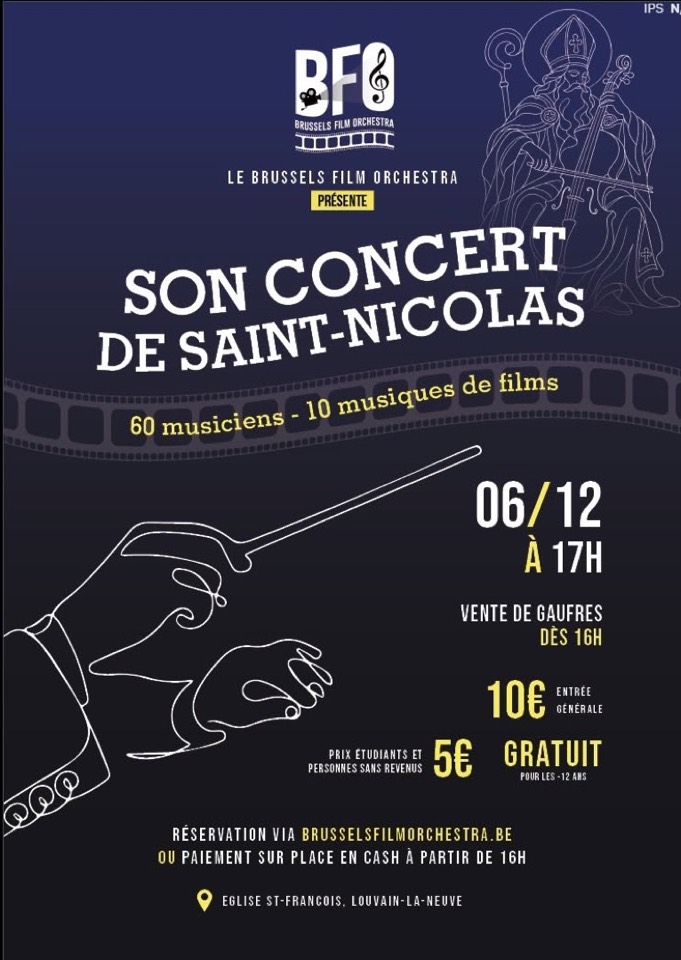 IPS N
BFO
BRUSSELS FILM ORCHESTRA
LE BRUSSELS FILM ORCHESTRA
PRÉSENTE
SON CONCERT
DE SAINT-NICOLAS
60 musiciens - 10 musiques de films
06/12
À 17H
VENTE DE GAUFRES
DÈS 16H
10€ ENTRÉE
GÉNÉRALE
PRIX ÉTUDIANTS ET
PERSONNES SANS REVENUS
5€
GRATUIT
POUR LES -12 ANS
RÉSERVATION VIA BRUSSELSFILMORCHESTRA.BE
OU PAIEMENT SUR PLACE EN CASH À PARTIR DE 16H
EGLISE ST-FRANCOIS, LOUVAIN-LA-NEUVE